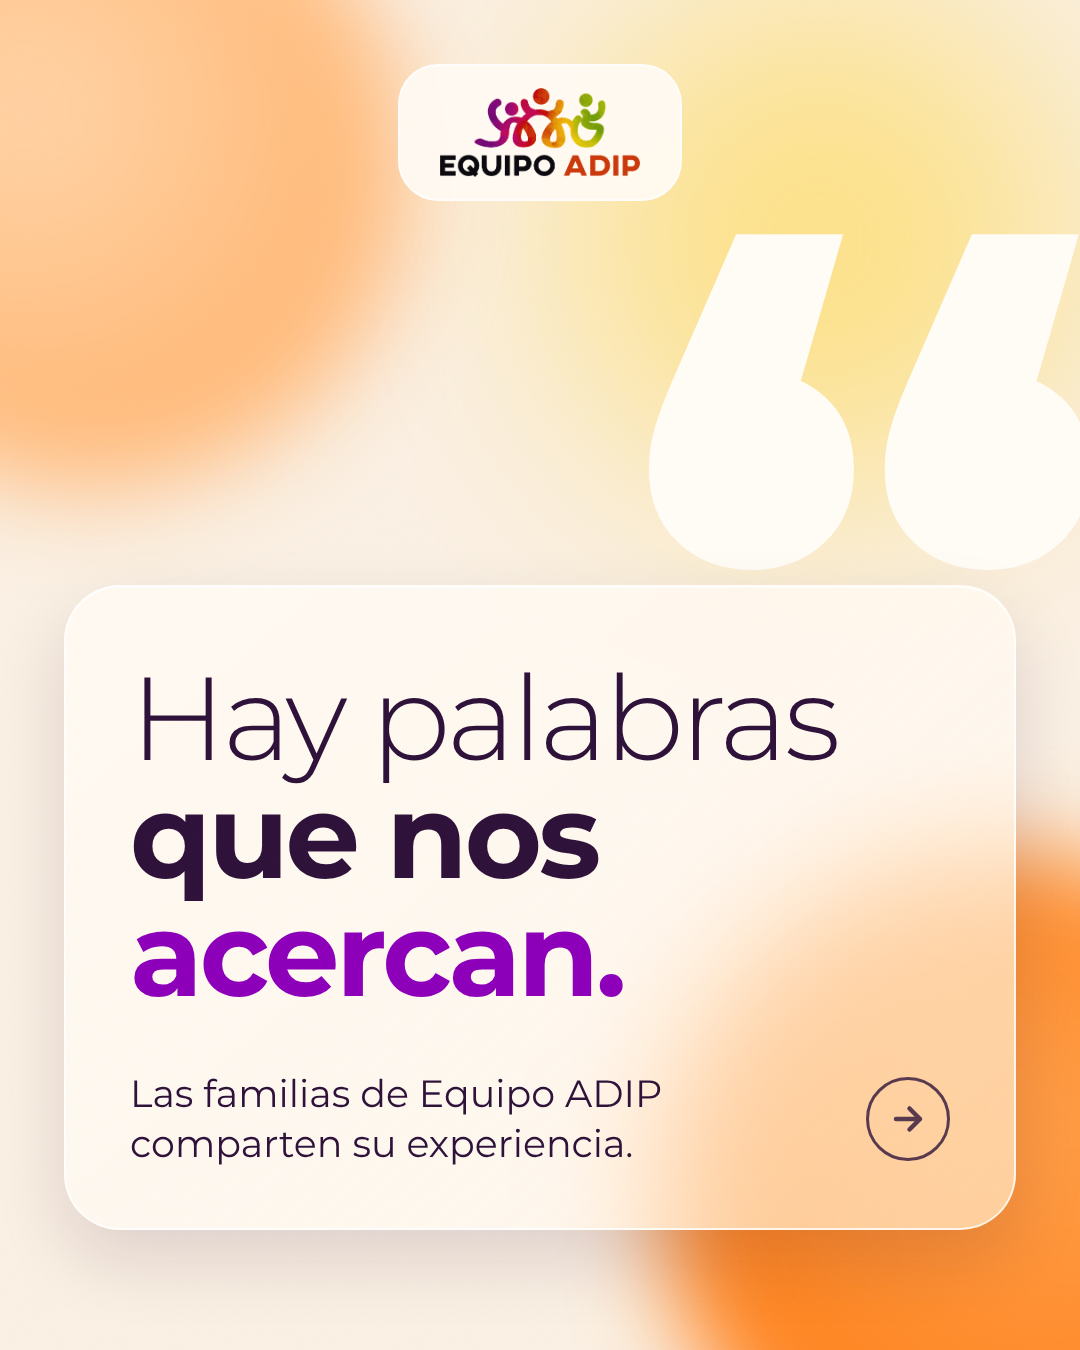 EQUIPO ADIP
“
Hay palabras
que nos
acercan.
Las familias de Equipo ADIP
comparten su experiencia.